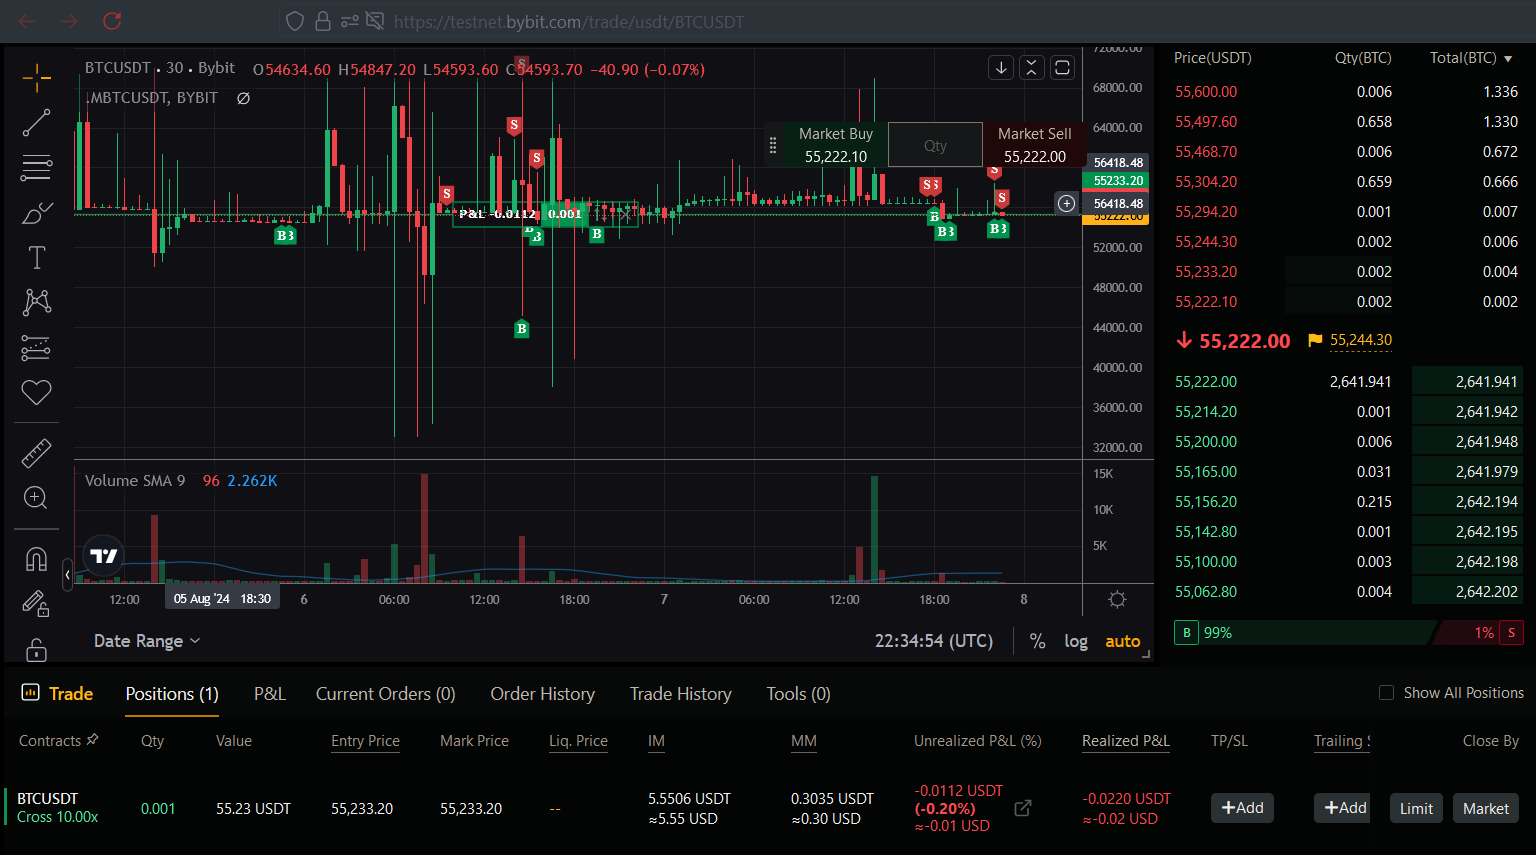 https://testnet.bybit.com/trade/usdt/BTCUSDT
BTCUSDT · 30 · Bybit O54634.60 H54847.20 L54593.60 C54593.70 −40.90 (−0.07%)
.MBTCUSDT, BYBIT
Market Buy
55,222.10
Qty
Market Sell
55,222.00
72000.00
68000.00
64000.00
56418.48
55233.20
56418.48
55222.00
52000.00
48000.00
44000.00
40000.00
36000.00
32000.00
S
S
S
S
S3
S
S
P&L -0.0112 0.001
B3
B
B
B
B
B
B3
B3
Volume SMA 9 96 2.262K
15K
10K
5K
12:00
05 Aug '24 18:30
6
06:00
12:00
18:00
7
06:00
12:00
18:00
8
Date Range
22:34:54 (UTC)
% log auto
Price(USDT) Qty(BTC) Total(BTC)
55,600.00 0.006 1.336
55,497.60 0.658 1.330
55,468.70 0.006 0.672
55,304.20 0.659 0.666
55,294.20 0.001 0.007
55,244.30 0.002 0.006
55,233.20 0.002 0.004
55,222.10 0.002 0.002
55,222.00 55,244.30
55,222.00 2,641.941 2,641.941
55,214.20 0.001 2,641.942
55,200.00 0.006 2,641.948
55,165.00 0.031 2,641.979
55,156.20 0.215 2,642.194
55,142.80 0.001 2,642.195
55,100.00 0.003 2,642.198
55,062.80 0.004 2,642.202
B 99% 1% S
Trade Positions (1) P&L Current Orders (0) Order History Trade History Tools (0) Show All Positions
Contracts Qty Value Entry Price Mark Price Liq. Price IM MM Unrealized P&L (%) Realized P&L TP/SL Trailing Close By
BTCUSDT
Cross 10.00x
0.001
55.23 USDT
55,233.20
55,233.20
--
5.5506 USDT
≈5.55 USD
0.3035 USDT
≈0.30 USD
-0.0112 USDT
(-0.20%)
≈-0.01 USD
-0.0220 USDT
≈-0.02 USD
+Add
+Add
Limit
Market